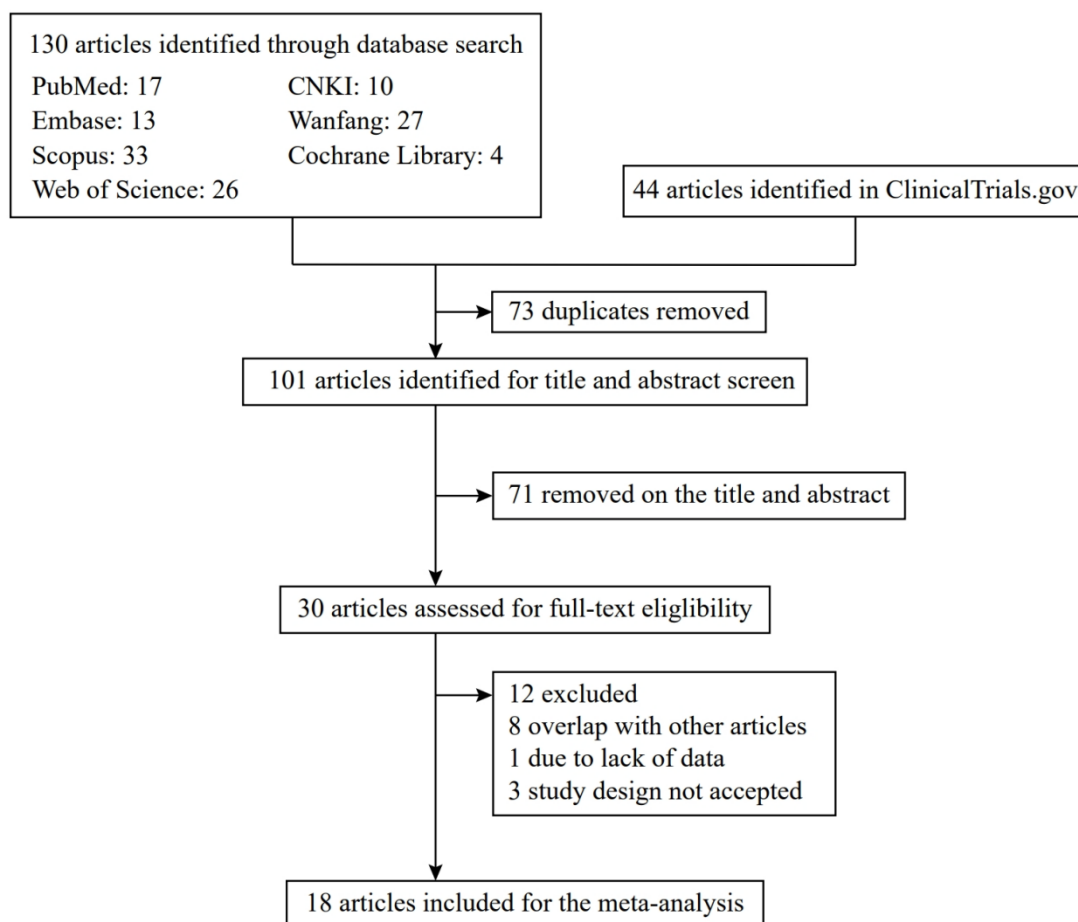 130 articles identified through database search
PubMed: 17
CNKI: 10
Embase: 13
Wanfang: 27
Scopus: 33
Cochrane Library: 4
Web of Science: 26
44 articles identified in ClinicalTrials.gov
73 duplicates removed
101 articles identified for title and abstract screen
71 removed on the title and abstract
30 articles assessed for full-text eliglibility
12 excluded
8 overlap with other articles
1 due to lack of data
3 study design not accepted
18 articles included for the meta-analysis